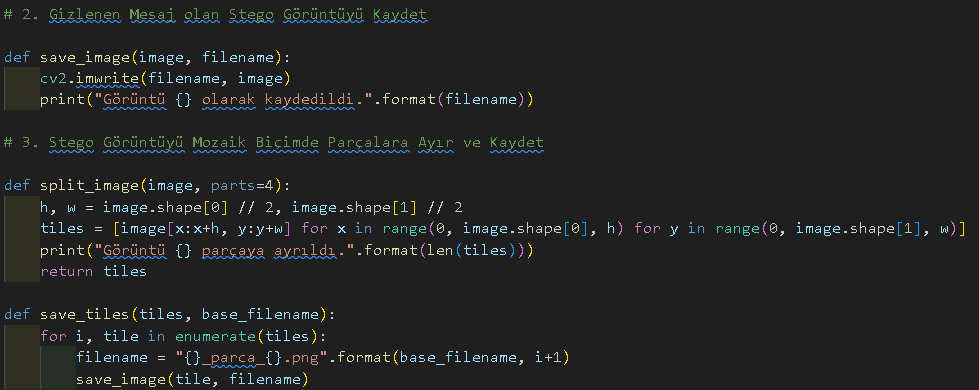 # 2. Gizlenen Mesaj olan Stego Görüntüyü Kaydet
def save_image(image, filename):
cv2.imwrite(filename, image)
print("Görüntü {} olarak kaydedildi.".format(filename))
# 3. Stego Görüntüyü Mozaik Biçimde Parçalara Ayır ve Kaydet
def split_image(image, parts=4):
h, w = image.shape[0] // 2, image.shape[1] // 2
tiles = [image[x:x+h, y:y+w] for x in range(0, image.shape[0], h) for y in range(0, image.shape[1], w)]
print("Görüntü {} parçaya ayrıldı.".format(len(tiles)))
return tiles
def save_tiles(tiles, base_filename):
for i, tile in enumerate(tiles):
filename = "{}_parca_{}.png".format(base_filename, i+1)
save_image(tile, filename)